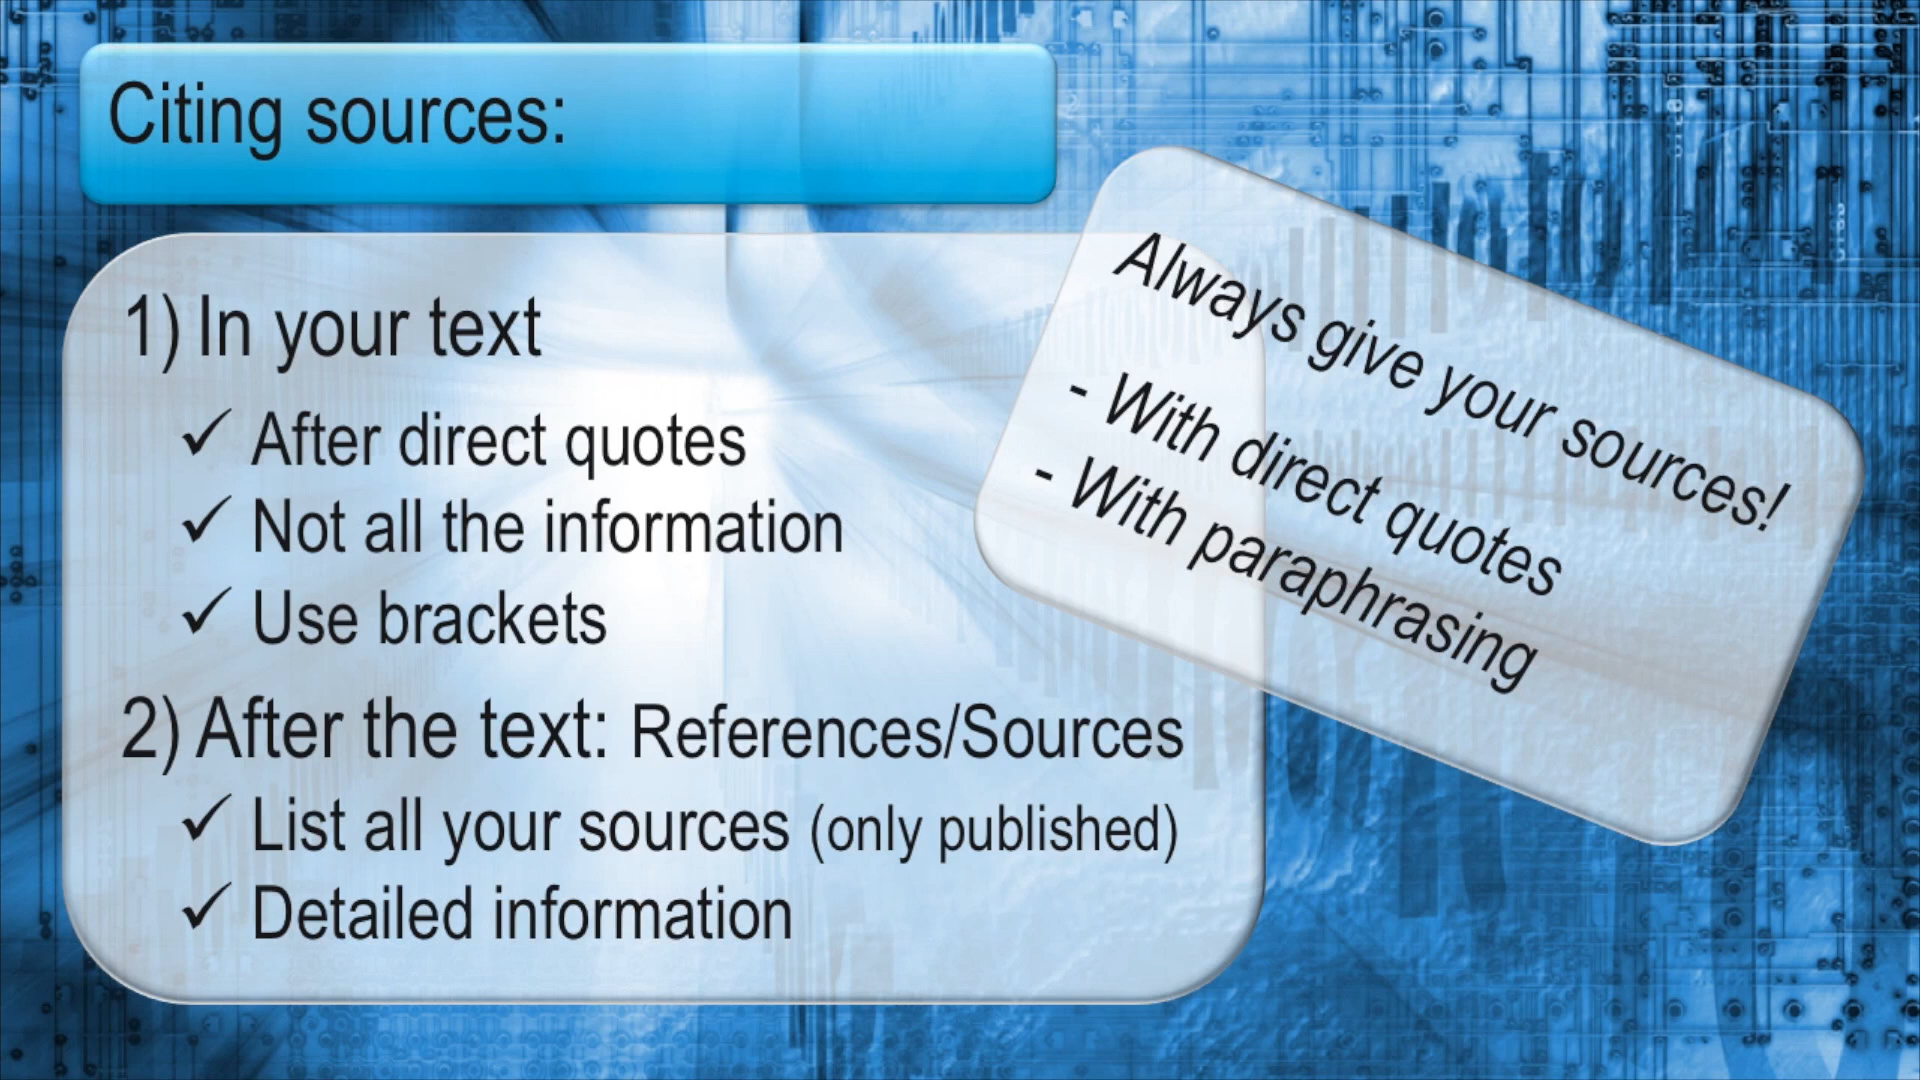 Citing sources:
1) In your text
✓ After direct quotes
✓ Not all the information
✓ Use brackets
2) After the text: References/Sources
✓ List all your sources (only published)
✓ Detailed information
Always give your sources!
- With direct quotes
- With paraphrasing